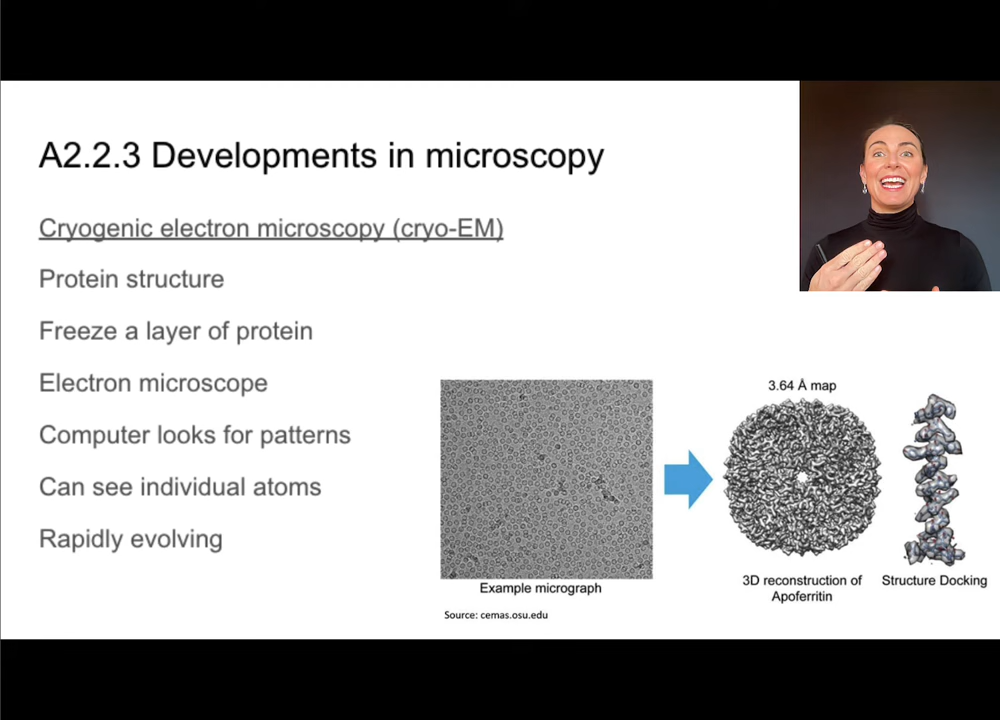 A2.2.3 Developments in microscopy
Cryogenic electron microscopy (cryo-EM)
Protein structure
Freeze a layer of protein
Electron microscope
Computer looks for patterns
Can see individual atoms
Rapidly evolving
Example micrograph
Source: cemas.osu.edu
3.64 Å map
3D reconstruction of
Apoferritin
Structure Docking